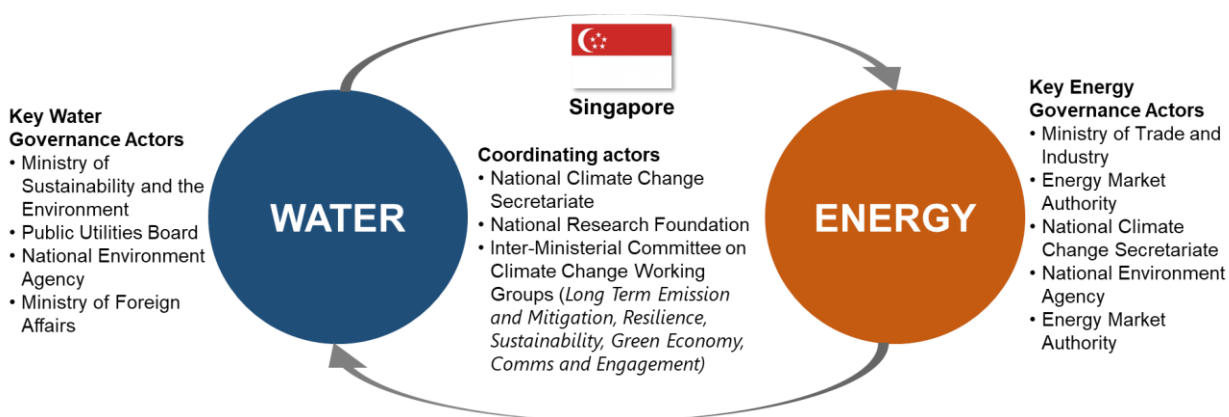 Singapore
Key Water
Governance Actors
• Ministry of
Sustainability and the
Environment
• Public Utilities Board
• National Environment
Agency
• Ministry of Foreign
Affairs
WATER
Coordinating actors
• National Climate Change
Secretariate
• National Research Foundation
• Inter-Ministerial Committee on
Climate Change Working
Groups (Long Term Emission
and Mitigation, Resilience,
Sustainability, Green Economy,
Comms and Engagement)
ENERGY
Key Energy
Governance Actors
• Ministry of Trade and
Industry
• Energy Market
Authority
• National Climate
Change Secretariate
• National Environment
Agency
• Energy Market
Authority